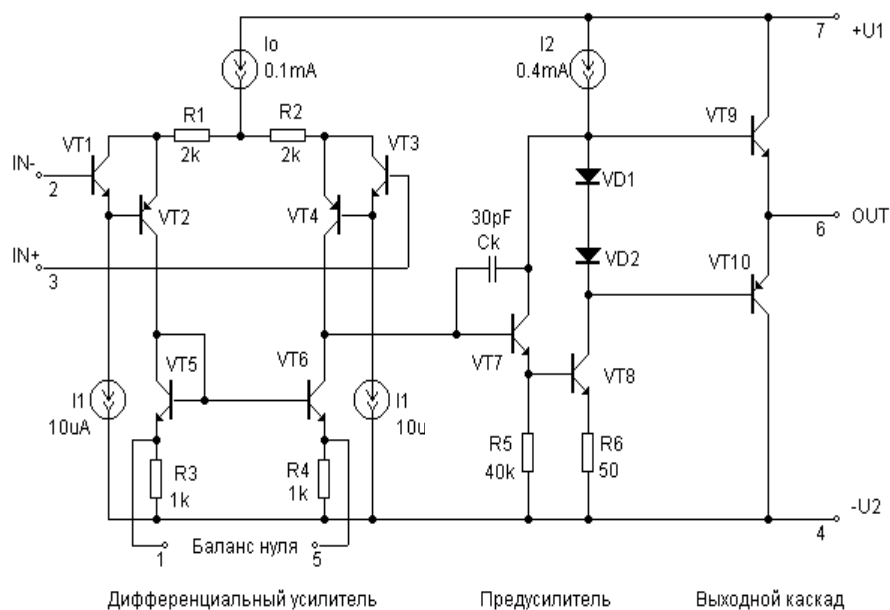 Io
0.1mA
I2
0.4mA
7
+U1
R1
2k
R2
2k
VT1
VT3
VT9
IN-
2
VT2
VT4
VD1
30pF
Ck
OUT
6
IN+
3
VD2
VT10
VT5
VT6
VT7
VT8
I1
10uA
I1
10u
R3
1k
R4
1k
R5
40k
R6
50
-U2
4
1
Баланс нуля
5
Дифференциальный усилитель
Предусилитель
Выходной каскад